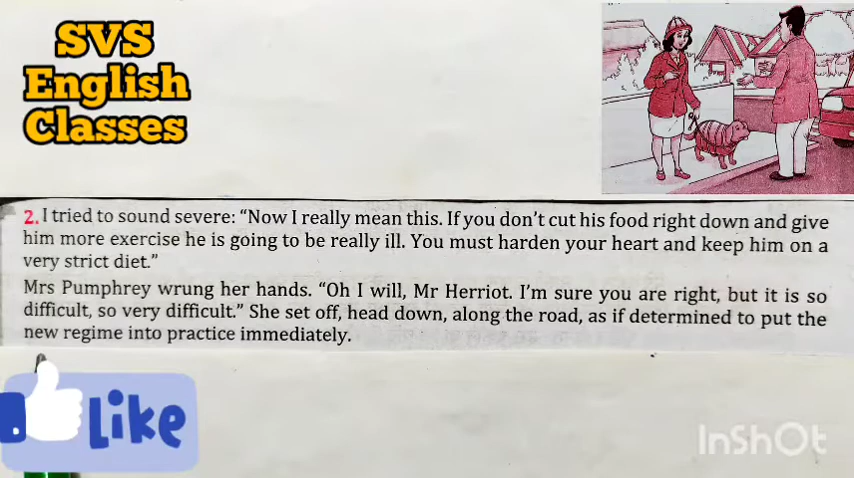 SVS
English
Classes
2. I tried to sound severe: “Now I really mean this. If you don’t cut his food right down and give
him more exercise he is going to be really ill. You must harden your heart and keep him on a
very strict diet.”
Mrs Pumphrey wrung her hands. “Oh I will, Mr Herriot. I’m sure you are right, but it is so
difficult, so very difficult.” She set off, head down, along the road, as if determined to put the
new regime into practice immediately.
Like
InShOt